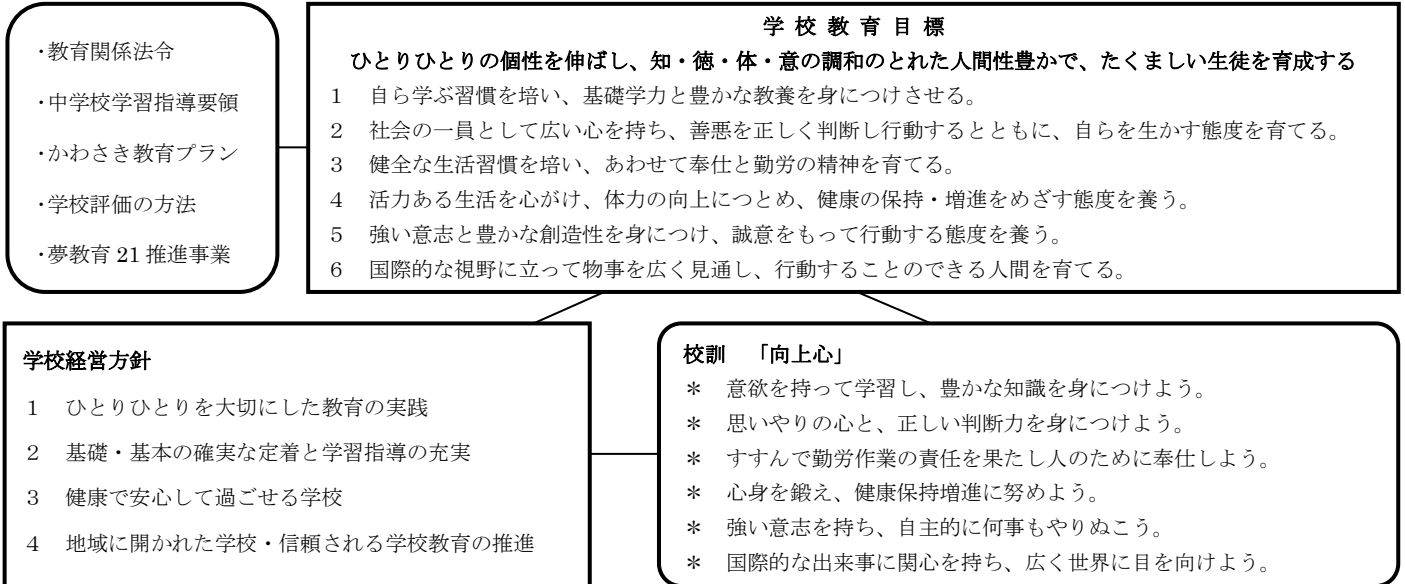 ・教育関係法令
・中学校学習指導要領
・かわさき教育プラン
・学校評価の方法
・夢教育 21 推進事業
学 校 教 育 目 標
ひとりひとりの個性を伸ばし、知・徳・体・意の調和のとれた人間性豊かで、たくましい生徒を育成する
1 自ら学ぶ習慣を培い、基礎学力と豊かな教養を身につけさせる。
2 社会の一員として広い心を持ち、善悪を正しく判断し行動するとともに、自らを生かす態度を育てる。
3 健全な生活習慣を培い、あわせて奉仕と勤労の精神を育てる。
4 活力ある生活を心がけ、体力の向上につとめ、健康の保持・増進をめざす態度を養う。
5 強い意志と豊かな創造性を身につけ、誠意をもって行動する態度を養う。
6 国際的な視野に立って物事を広く見通し、行動することのできる人間を育てる。
学校経営方針
1 ひとりひとりを大切にした教育の実践
2 基礎・基本の確実な定着と学習指導の充実
3 健康で安心して過ごせる学校
4 地域に開かれた学校・信頼される学校教育の推進
校訓 「向上心」
＊ 意欲を持って学習し、豊かな知識を身につけよう。
＊ 思いやりの心と、正しい判断力を身につけよう。
＊ すすんで勤労作業の責任を果たし人のために奉仕しよう。
＊ 心身を鍛え、健康保持増進に努めよう。
＊ 強い意志を持ち、自主的に何事もやりぬこう。
＊ 国際的な出来事に関心を持ち、広く世界に目を向けよう。